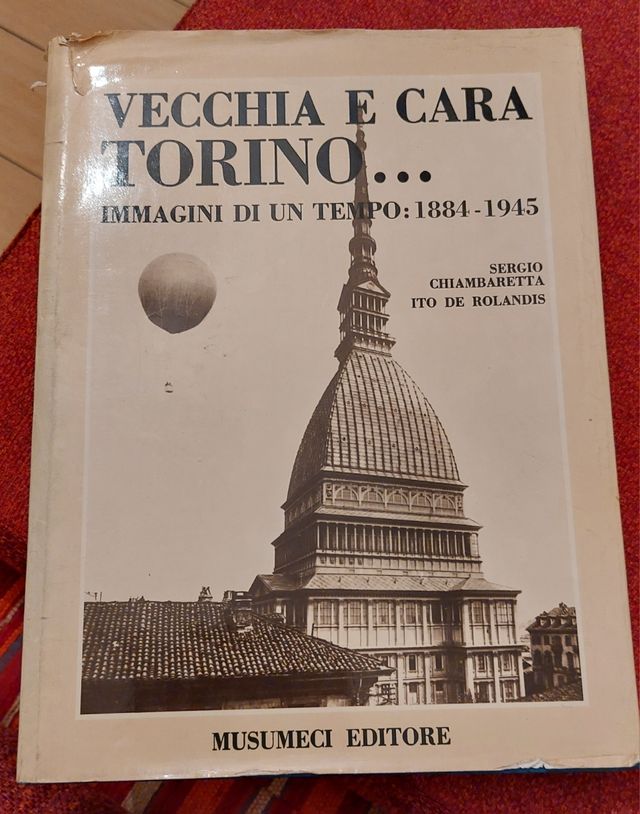 VECCHIA E CARA
TORINO...
IMMAGINI DI UN TEMPO: 1884-1945
SERGIO
CHIAMBARETTA
ITO DE ROLANDIS
MUSUMECI EDITORE